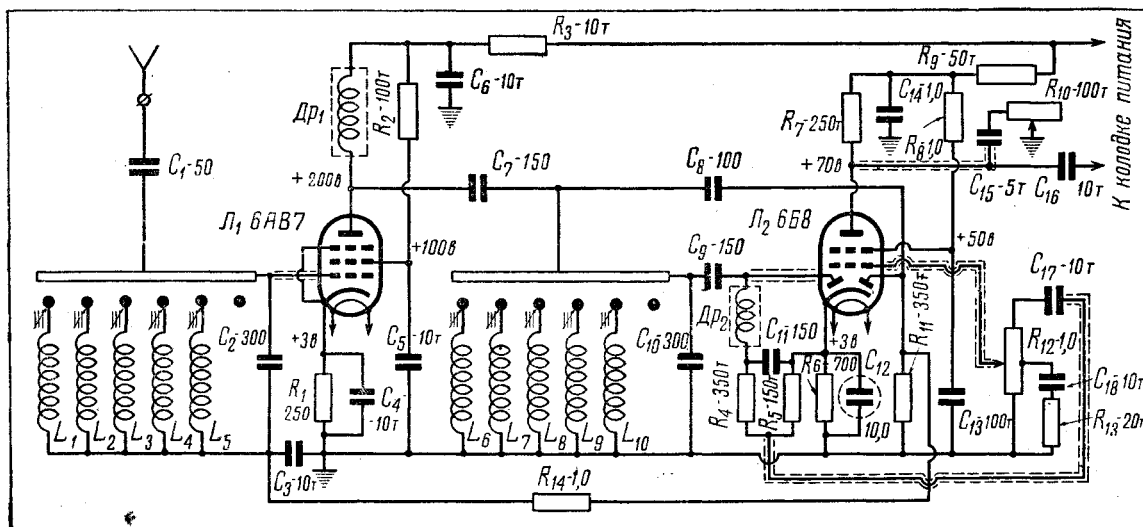 R3-10т
C6-10т
R9-50т
R10-100т
Др1
R2-100т
C14-1,0
R7-250т
R8-1,0
C1-50
+200в
C7-150
C8-100
+70в
C15-5т
C16
10т
К колодке питания
Л1 6АВ7
+100в
C9-150
Л2 6Б8
+50в
C17-10т
R12-1,0
Др2
C11-150
R11-350т
C2-300
+3в
C5-10т
C10-300
+3в
R6-700
C12
10,0
R1
250
C4-
-10т
R4-350т
R5-150т
C13-100т
C18-10т
R13-20т
L1
L2
L3
L4
L5
L6
L7
L8
L9
L10
C3-10т
R14-1,0